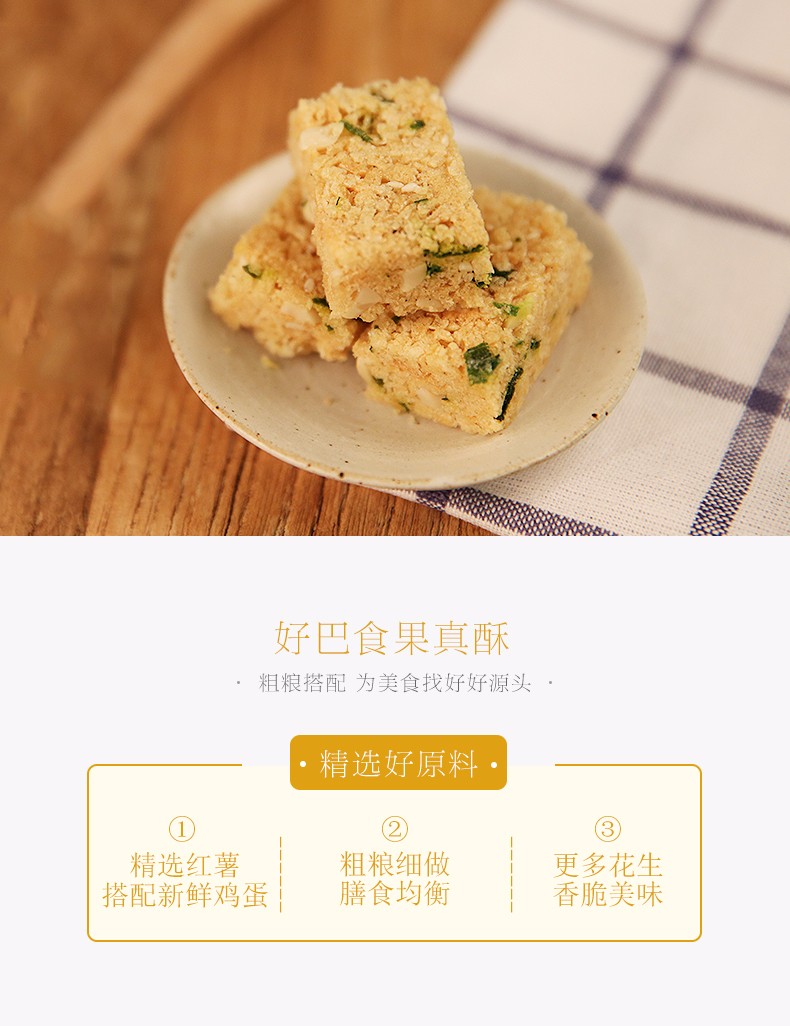 好巴食果真酥
· 粗粮搭配 为美食找好好源头 ·
• 精选好原料 •
①
精选红薯
搭配新鲜鸡蛋
②
粗粮细做
膳食均衡
③
更多花生
香脆美味